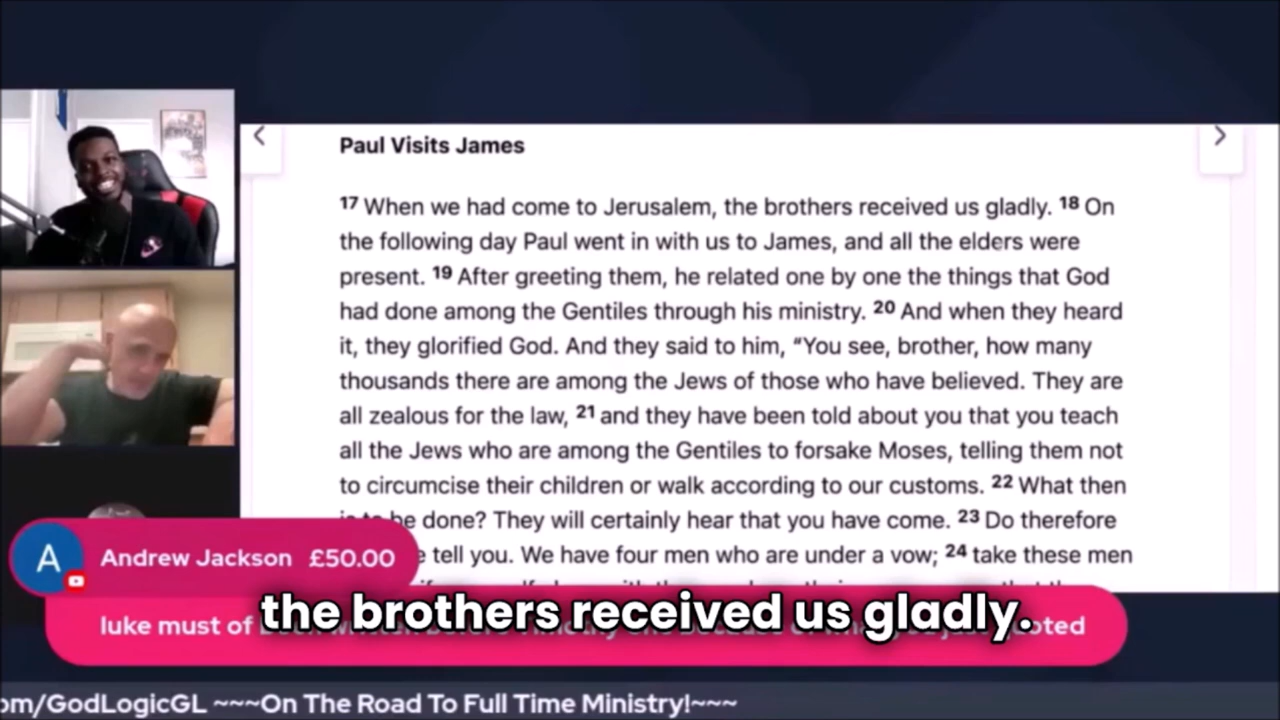 Paul Visits James
17 When we had come to Jerusalem, the brothers received us gladly. 18 On
the following day Paul went in with us to James, and all the elders were
present. 19 After greeting them, he related one by one the things that God
had done among the Gentiles through his ministry. 20 And when they heard
it, they glorified God. And they said to him, “You see, brother, how many
thousands there are among the Jews of those who have believed. They are
all zealous for the law, 21 and they have been told about you that you teach
all the Jews who are among the Gentiles to forsake Moses, telling them not
to circumcise their children or walk according to our customs. 22 What then
is to be done? They will certainly hear that you have come. 23 Do therefore
tell you. We have four men who are under a vow; 24 take these men
A
Andrew Jackson £50.00
luke must of
the brothers received us gladly.
om/GodLogicGL ~~~On The Road To Full Time Ministry!~~~